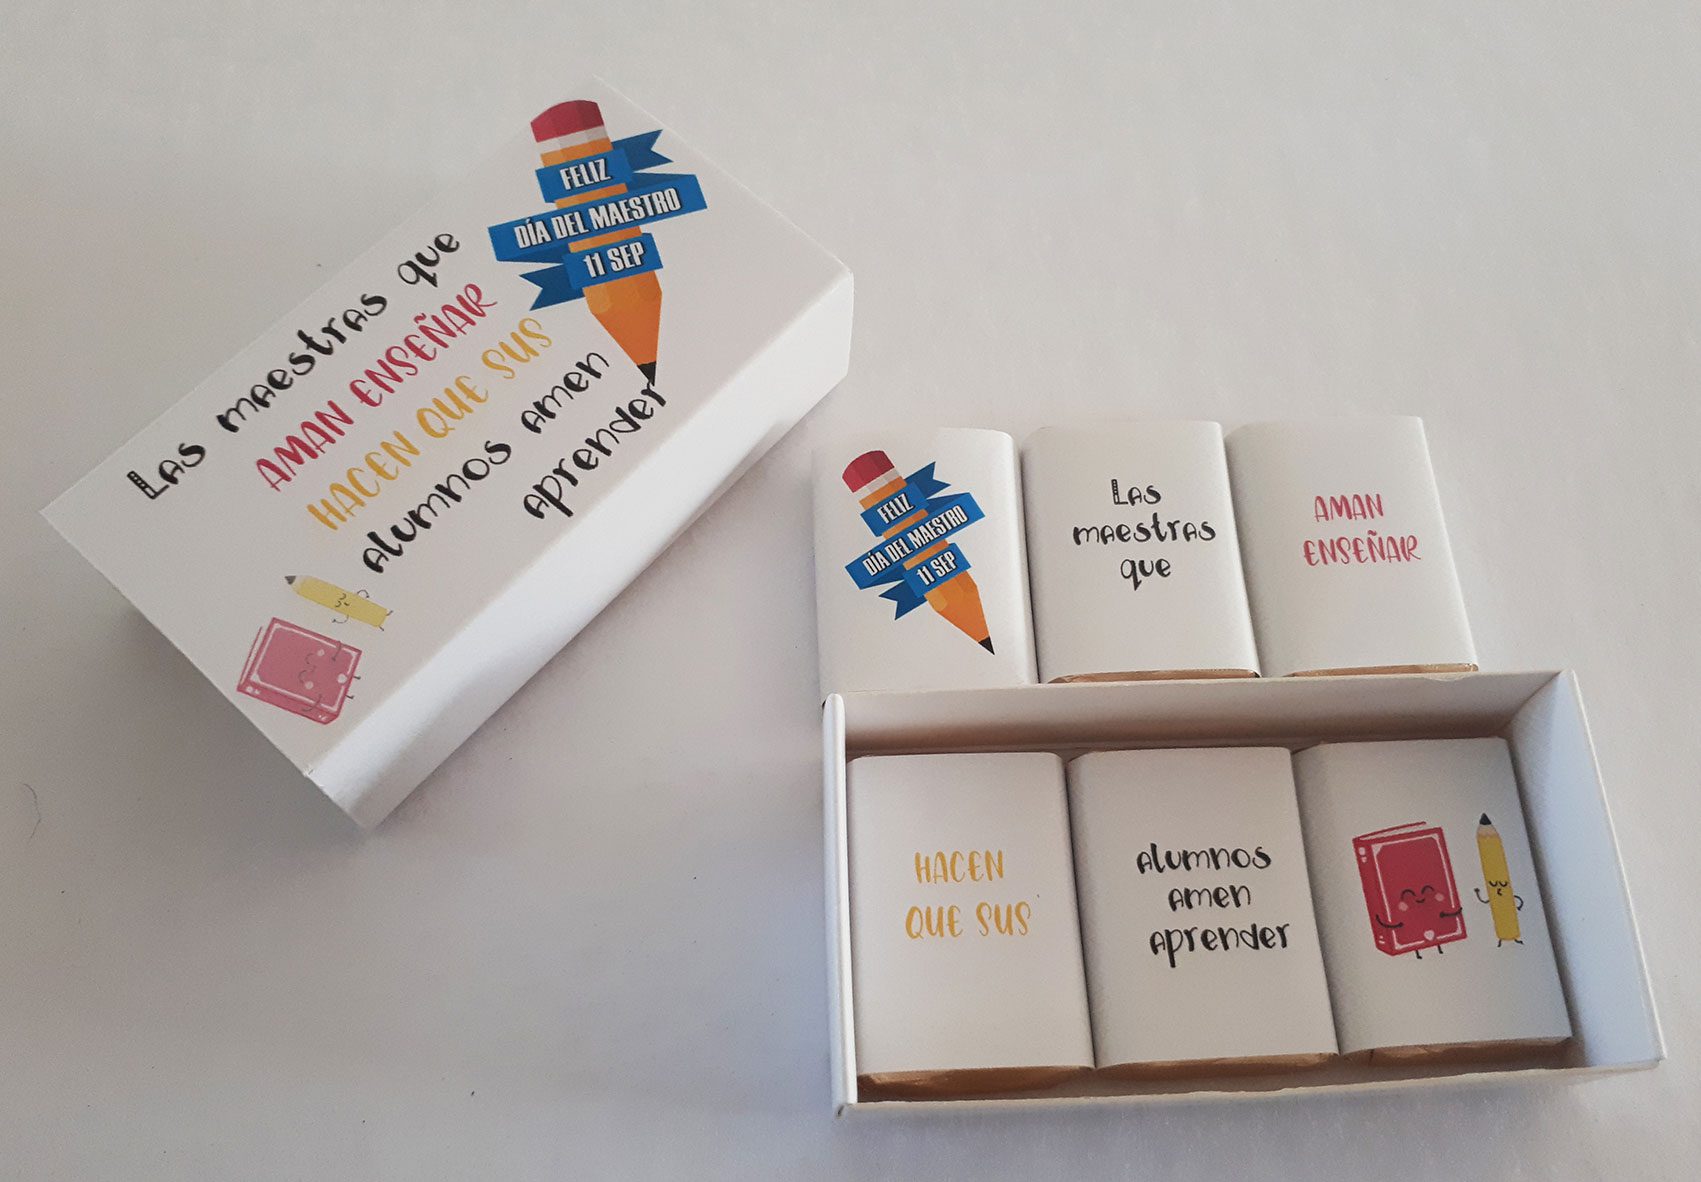 FELIZ
DÍA DEL MAESTRO
11 SEP
Las maestras que
AMAN ENSEÑAR
HACEN QUE SUS
alumnos amen
aprender
FELIZ
DÍA DEL MAESTRO
11 SEP
Las
maestras
que
AMAN
ENSEÑAR
HACEN
QUE SUS
alumnos
amen
aprender